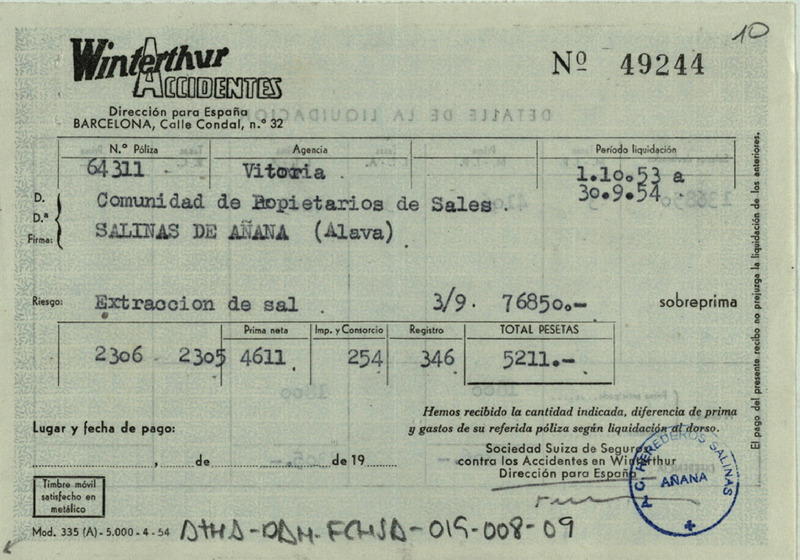 10
Winterthur
ACCIDENTES
Nº 49244
Dirección para España
BARCELONA, Calle Condal, n.º 32
N.º Póliza Agencia Período liquidación
64311 Vitoria . 1.10.53 a
30.9.54.
D. Comunidad de Ropietarios de Sales .
D.ª
Firma: SALINAS DE AÑANA (Alava) .
Riesgo: Extraccion de sal 3/9. 76850.- sobreprima
Prima neta Imp. y Consorcio Registro TOTAL PESETAS
2306 2305 4611 254 346 5211.-
Hemos recibido la cantidad indicada, diferencia de prima
y gastos de su referida póliza según liquidación al dorso.
Lugar y fecha de pago:
, de de 19
Sociedad Suiza de Seguros
contra los Accidentes en Winterthur
Dirección para España
Timbre móvil
satisfecho en
metálico
Mod. 335 (A)-5.000-4-54
ATHA-DAH-FCHSA-019-008-09
El pago del presente recibo no prejuzga la liquidación de los anteriores.
HEREDEROS SALINAS
AÑANA